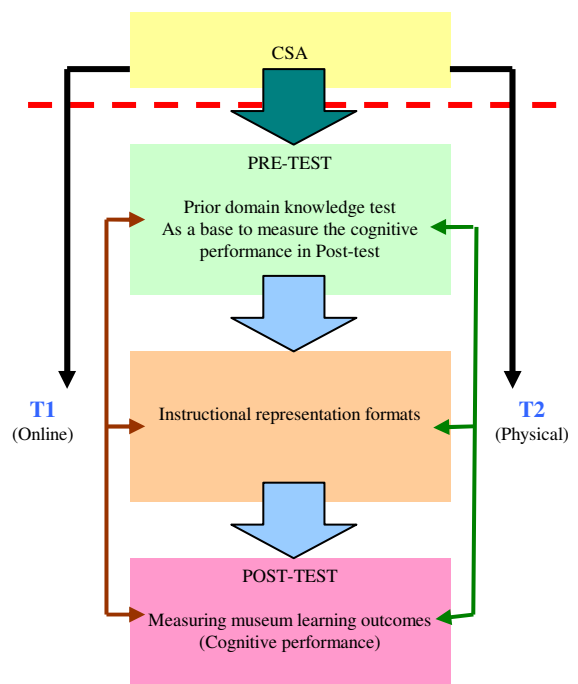 CSA
PRE-TEST
Prior domain knowledge test
As a base to measure the cognitive
performance in Post-test
T1
(Online)
Instructional representation formats
T2
(Physical)
POST-TEST
Measuring museum learning outcomes
(Cognitive performance)